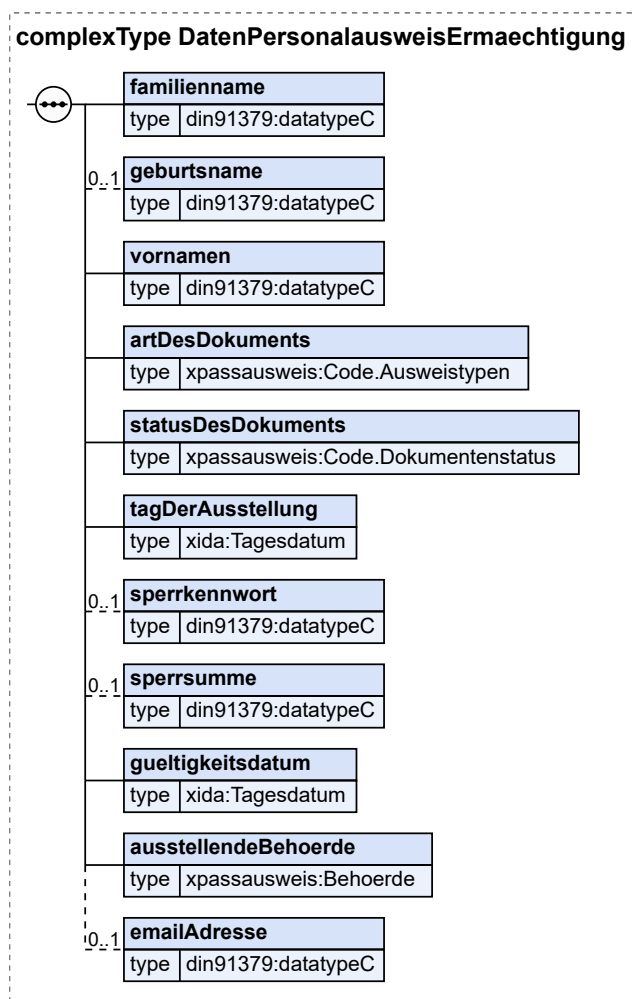 complexType DatenPersonalausweisErmaechtigung
familienname
type din91379:datatypeC
0..1 geburtsname
type din91379:datatypeC
vornamen
type din91379:datatypeC
artDesDokuments
type xpassausweis:Code.Ausweistypen
statusDesDokuments
type xpassausweis:Code.Dokumentenstatus
tagDerAusstellung
type xida:Tagesdatum
0..1 sperrkennwort
type din91379:datatypeC
0..1 sperrsumme
type din91379:datatypeC
gueltigkeitsdatum
type xida:Tagesdatum
ausstellendeBehoerde
type xpassausweis:Behoerde
0..1 emailAdresse
type din91379:datatypeC